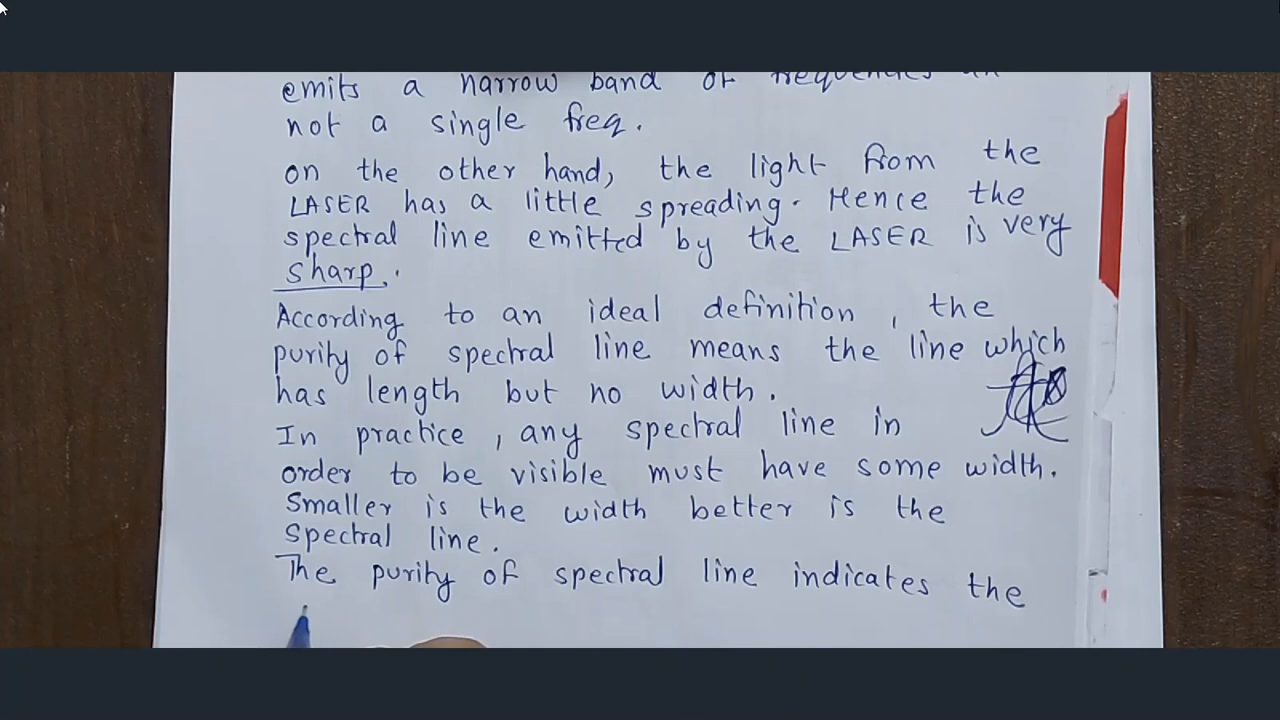 emits a narrow band of frequencies
not a single freq.
on the other hand, the light from the
LASER has a little spreading. Hence the
spectral line emitted by the LASER is very
sharp.
According to an ideal definition, the
purity of spectral line means the line which
has length but no width.
In practice, any spectral line in
order to be visible must have some width.
Smaller is the width better is the
Spectral line.
The purity of spectral line indicates the